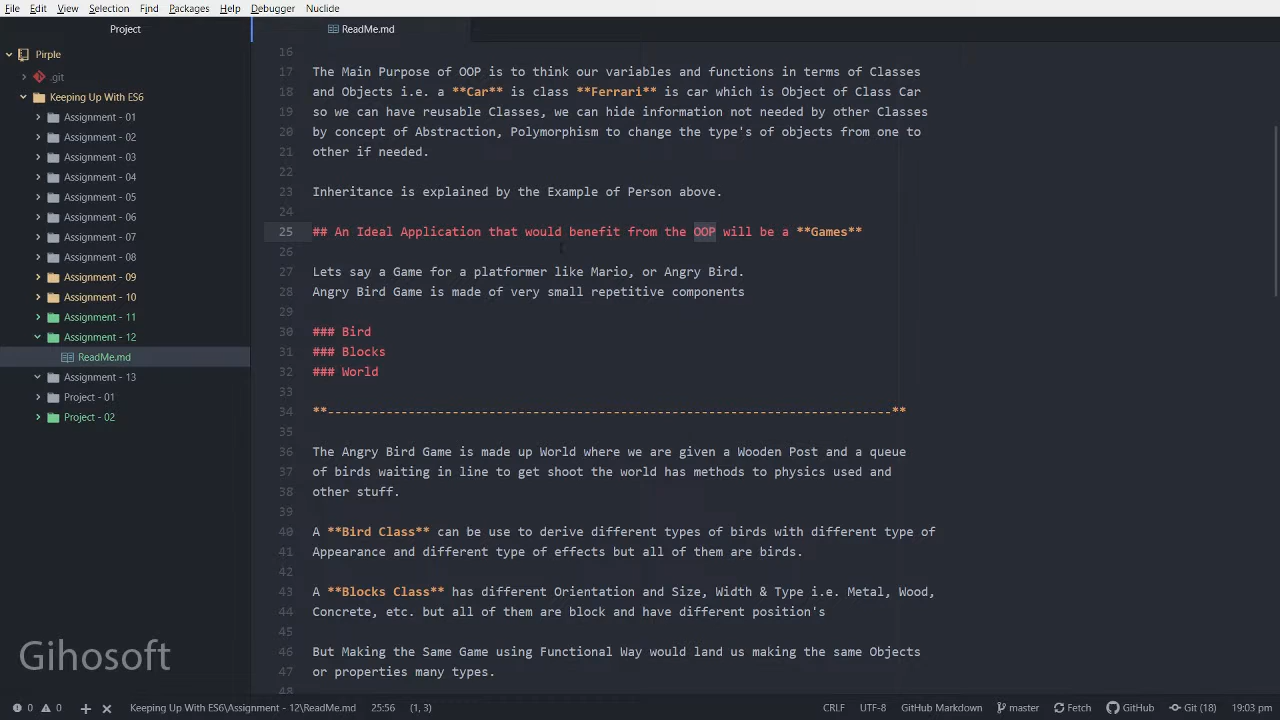 File Edit View Selection Find Packages Help Debugger Nuclide
Project
ReadMe.md
Pirple
.git
Keeping Up With ES6
Assignment - 01
Assignment - 02
Assignment - 03
Assignment - 04
Assignment - 05
Assignment - 06
Assignment - 07
Assignment - 08
Assignment - 09
Assignment - 10
Assignment - 11
Assignment - 12
ReadMe.md
Assignment - 13
Project - 01
Project - 02
16
17 The Main Purpose of OOP is to think our variables and functions in terms of Classes
18 and Objects i.e. a **Car** is class **Ferrari** is car which is Object of Class Car
19 so we can have reusable Classes, we can hide information not needed by other Classes
20 by concept of Abstraction, Polymorphism to change the type's of objects from one to
21 other if needed.
22
23 Inheritance is explained by the Example of Person above.
24
25 ## An Ideal Application that would benefit from the OOP will be a **Games**
26
27 Lets say a Game for a platformer like Mario, or Angry Bird.
28 Angry Bird Game is made of very small repetitive components
29
30 ### Bird
31 ### Blocks
32 ### World
33
34 **-----------------------------------------------------------------------------**
35
36 The Angry Bird Game is made up World where we are given a Wooden Post and a queue
37 of birds waiting in line to get shoot the world has methods to physics used and
38 other stuff.
39
40 A **Bird Class** can be use to derive different types of birds with different type of
41 Appearance and different type of effects but all of them are birds.
42
43 A **Blocks Class** has different Orientation and Size, Width & Type i.e. Metal, Wood,
44 Concrete, etc. but all of them are block and have different position's
45
46 But Making the Same Game using Functional Way would land us making the same Objects
47 or properties many types.
48
Gihosoft
0 0 Keeping Up With ES6\Assignment - 12\ReadMe.md 25:56 (1, 3) CRLF UTF-8 GitHub Markdown master Fetch GitHub Git (18) 19:03 pm